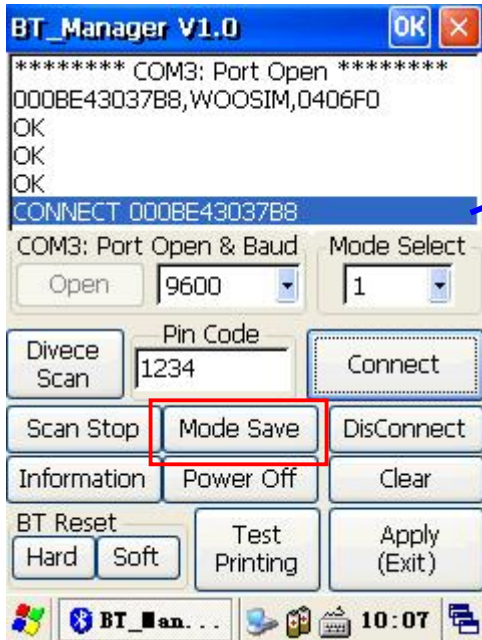 BT_Manager V1.0 OK
******** COM3: Port Open ********
000BE43037B8,WOOSIM,0406F0
OK
OK
OK
CONNECT 000BE43037B8
COM3: Port Open & Baud Mode Select
Open 9600 1
Divece Scan
Pin Code
1234
Connect
Scan Stop Mode Save DisConnect
Information Power Off Clear
BT Reset
Hard Soft
Test
Printing
Apply
(Exit)
BT_Man... 10:07